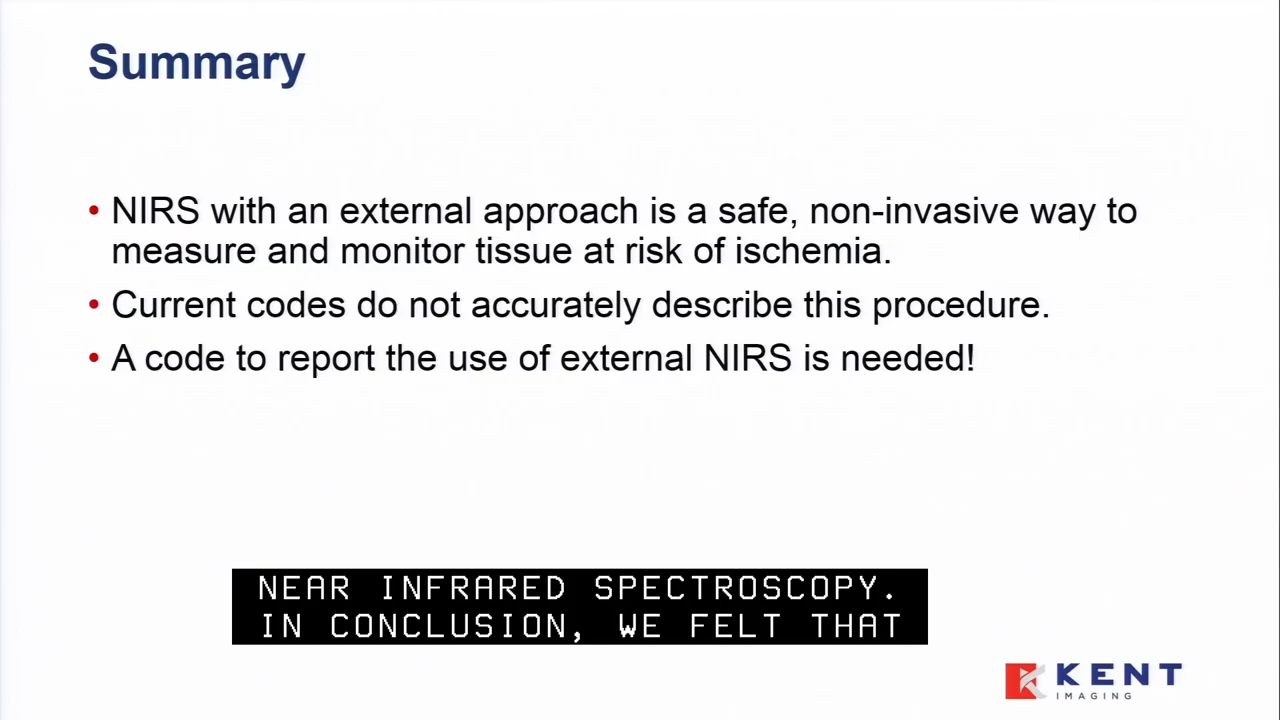 Summary
• NIRS with an external approach is a safe, non-invasive way to
measure and monitor tissue at risk of ischemia.
• Current codes do not accurately describe this procedure.
• A code to report the use of external NIRS is needed!
NEAR INFRARED SPECTROSCOPY.
IN CONCLUSION, WE FELT THAT
KENT
IMAGING